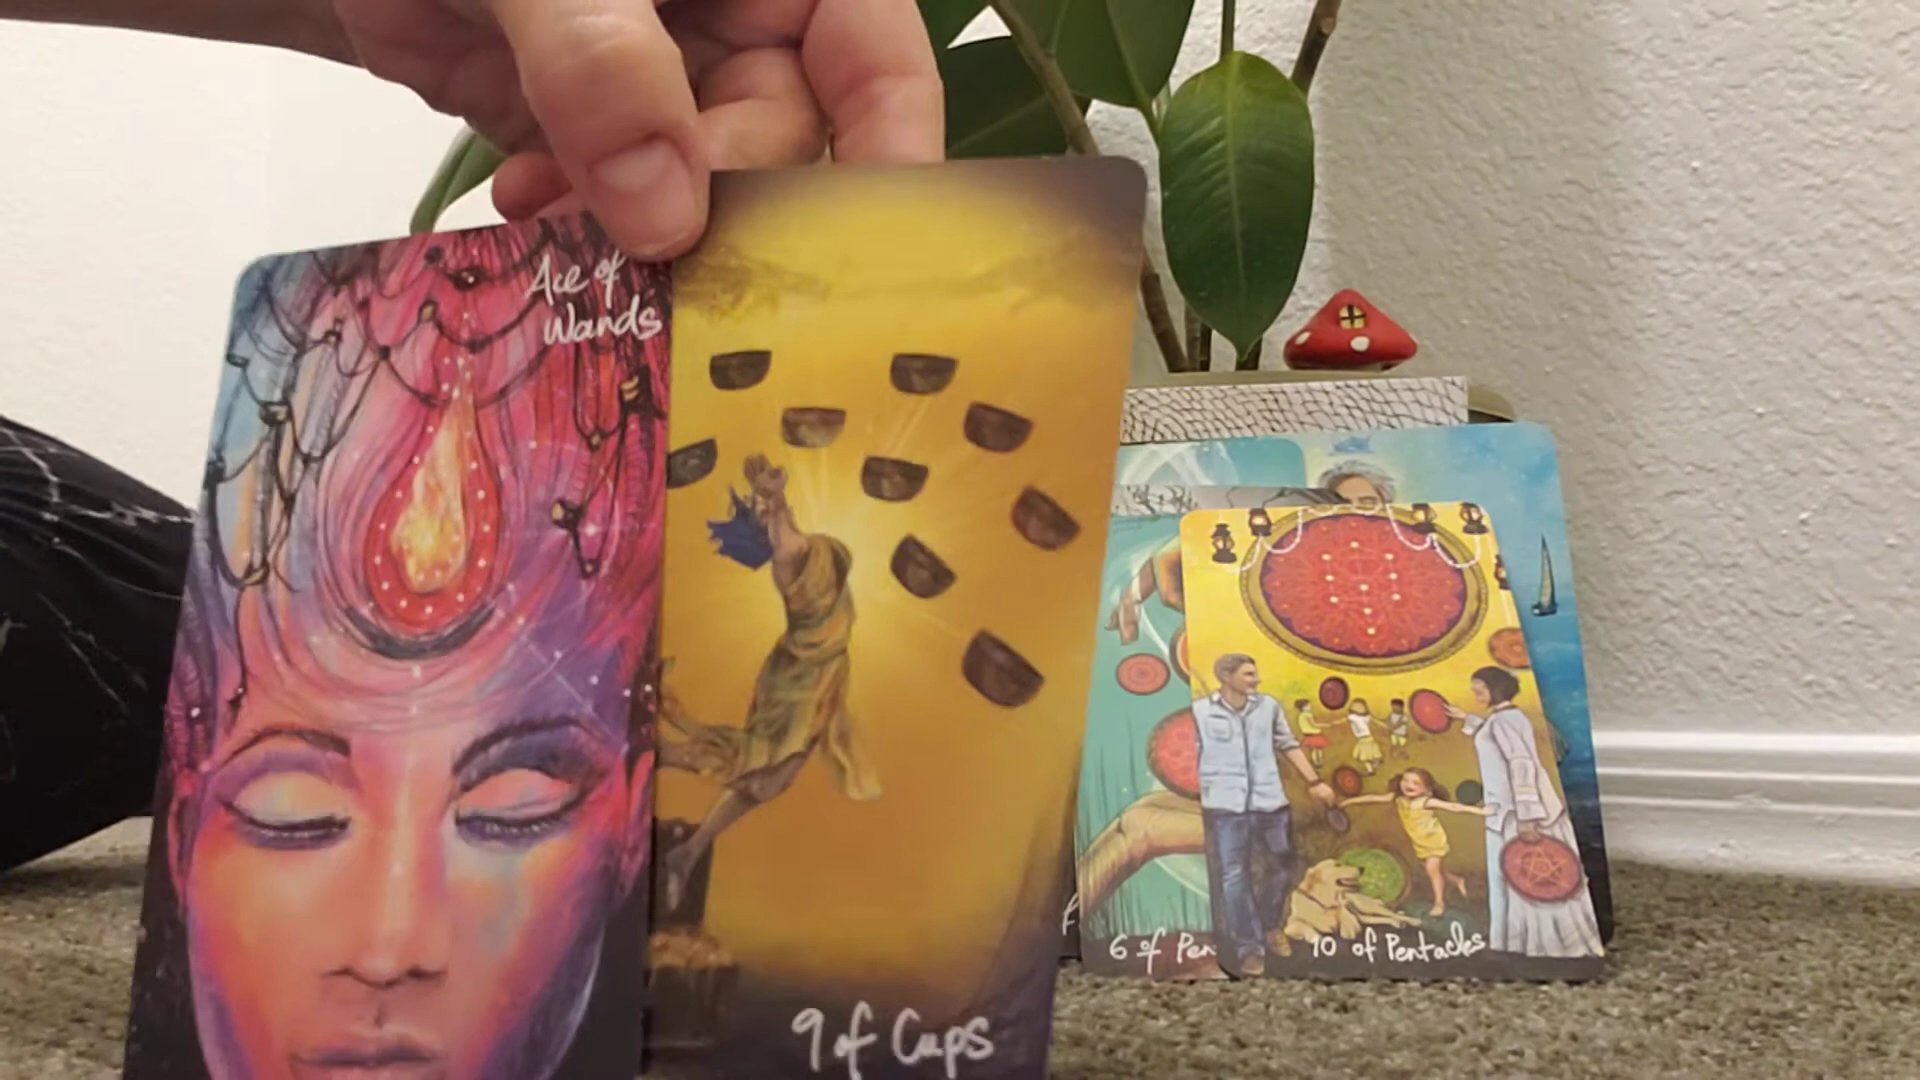 Ace of
Wands
9 of Cups
6 of Pen
10 of Pentacles